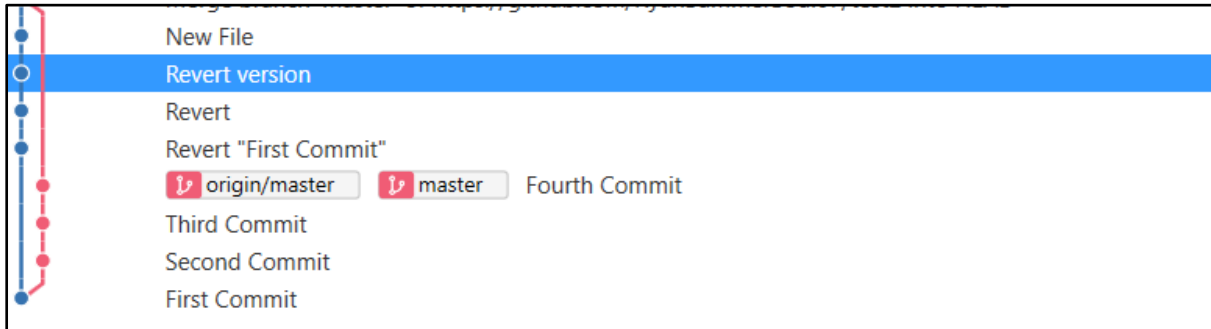 New File
Revert version
Revert
Revert "First Commit"
origin/master master Fourth Commit
Third Commit
Second Commit
First Commit